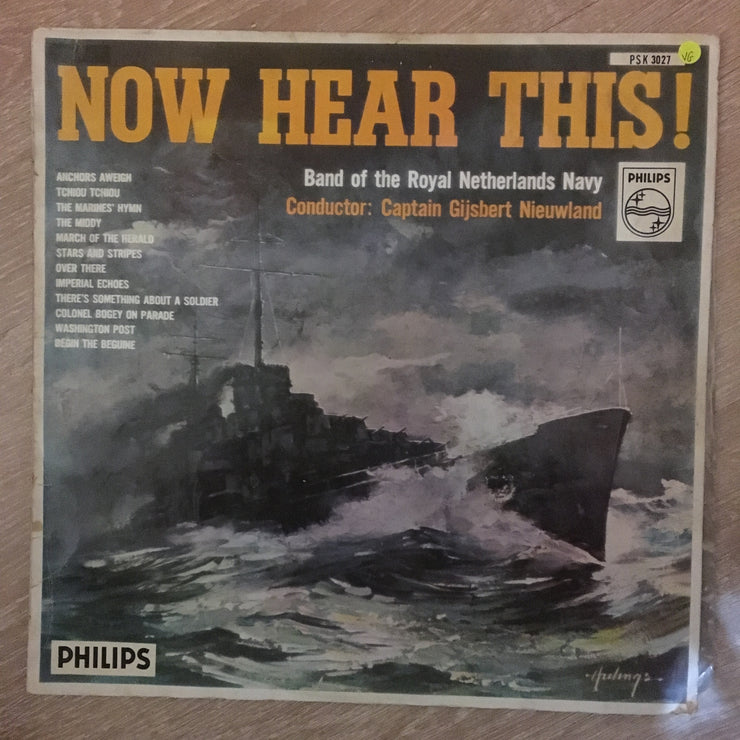 PSK 3027
VG
NOW HEAR THIS!
ANCHORS AWEIGH
TCHIOU TCHIOU
THE MARINES' HYMN
THE MIDDY
MARCH OF THE HERALD
STARS AND STRIPES
OVER THERE
IMPERIAL ECHOES
THERE'S SOMETHING ABOUT A SOLDIER
COLONEL BOGEY ON PARADE
WASHINGTON POST
BEGIN THE BEGUINE
Band of the Royal Netherlands Navy
Conductor: Captain Gijsbert Nieuwland
PHILIPS
PHILIPS